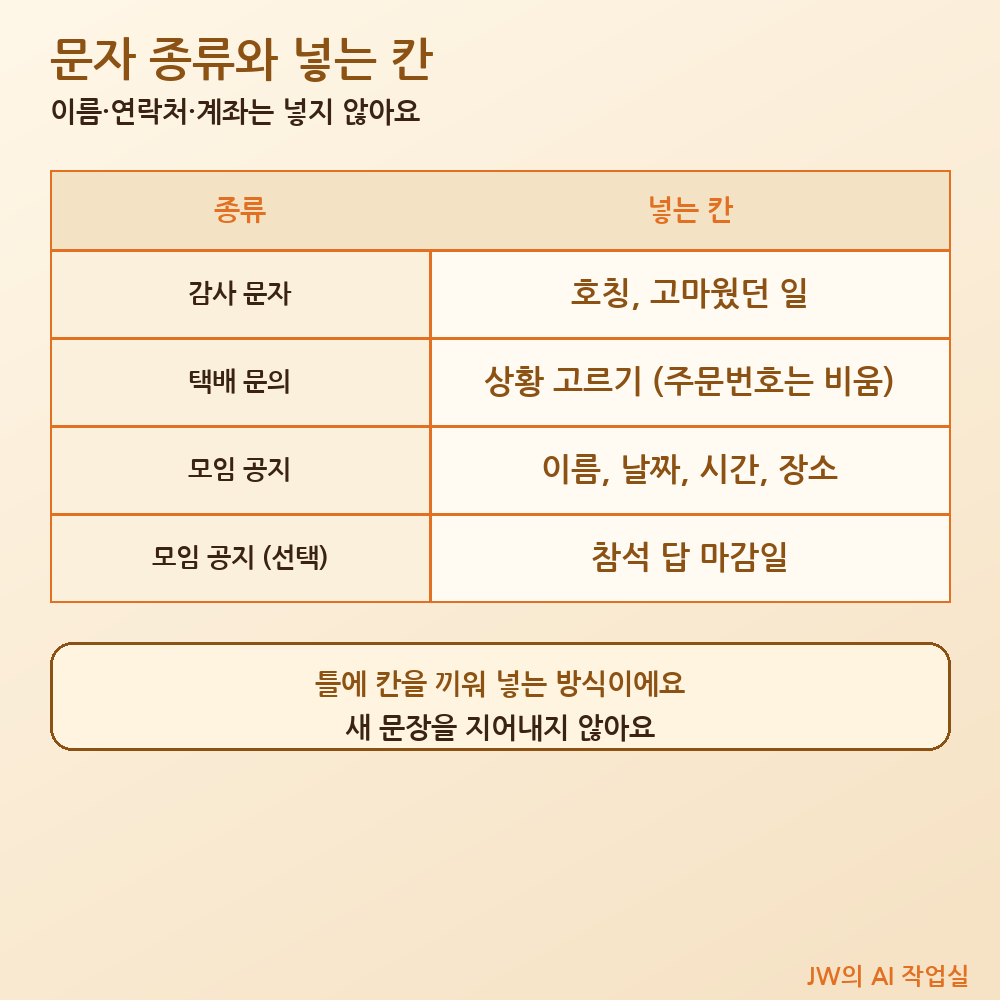 문자 종류와 넣는 칸
이름·연락처·계좌는 넣지 않아요
종류 넣는 칸
감사 문자 호칭, 고마웠던 일
택배 문의 상황 고르기 (주문번호는 비움)
모임 공지 이름, 날짜, 시간, 장소
모임 공지 (선택) 참석 답 마감일
틀에 칸을 끼워 넣는 방식이에요
새 문장을 지어내지 않아요
JW의 AI 작업실